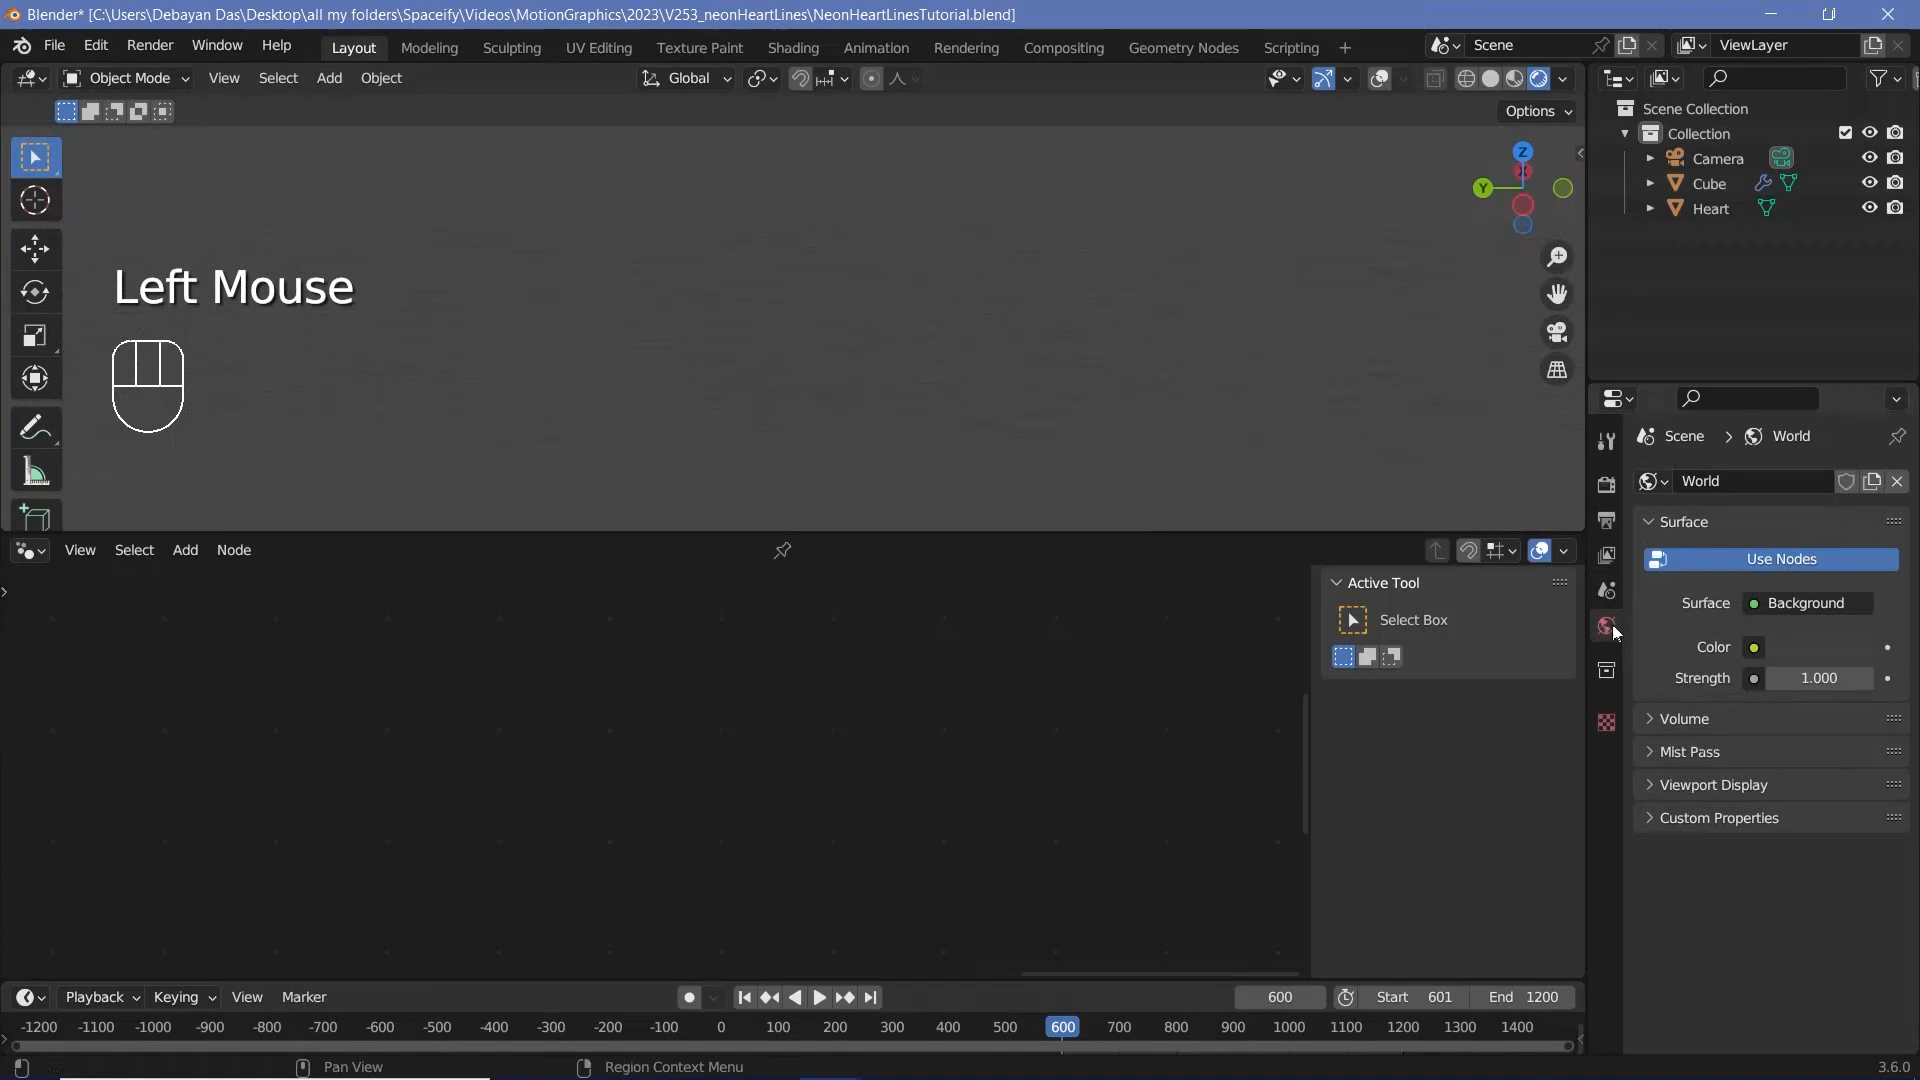 Blender* [C:\Users\Debayan Das\Desktop\all my folders\Spaceify\Videos\MotionGraphics\2023\V253_neonHeartLines\NeonHeartLinesTutorial.blend]
File Edit Render Window Help Layout Modeling Sculpting UV Editing Texture Paint Shading Animation Rendering Compositing Geometry Nodes Scripting + Scene ViewLayer
Object Mode View Select Add Object Global
Options
Scene Collection
Collection
Camera
Cube
Heart
Z
Y
X
Left Mouse
Scene > World
World
Surface
Use Nodes
Surface Background
Color
Strength 1.000
Volume
Mist Pass
Viewport Display
Custom Properties
View Select Add Node
Active Tool
Select Box
Playback Keying View Marker 600 Start 601 End 1200
-1200 -1100 -1000 -900 -800 -700 -600 -500 -400 -300 -200 -100 0 100 200 300 400 500 600 700 800 900 1000 1100 1200 1300 1400
Pan View Region Context Menu 3.6.0